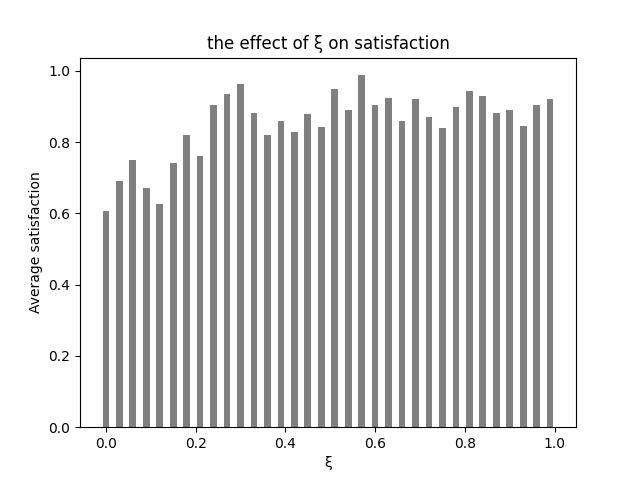 the effect of ξ on satisfaction
1.0
0.8
0.6
0.4
0.2
0.0
Average satisfaction
0.0 0.2 0.4 0.6 0.8 1.0
ξ